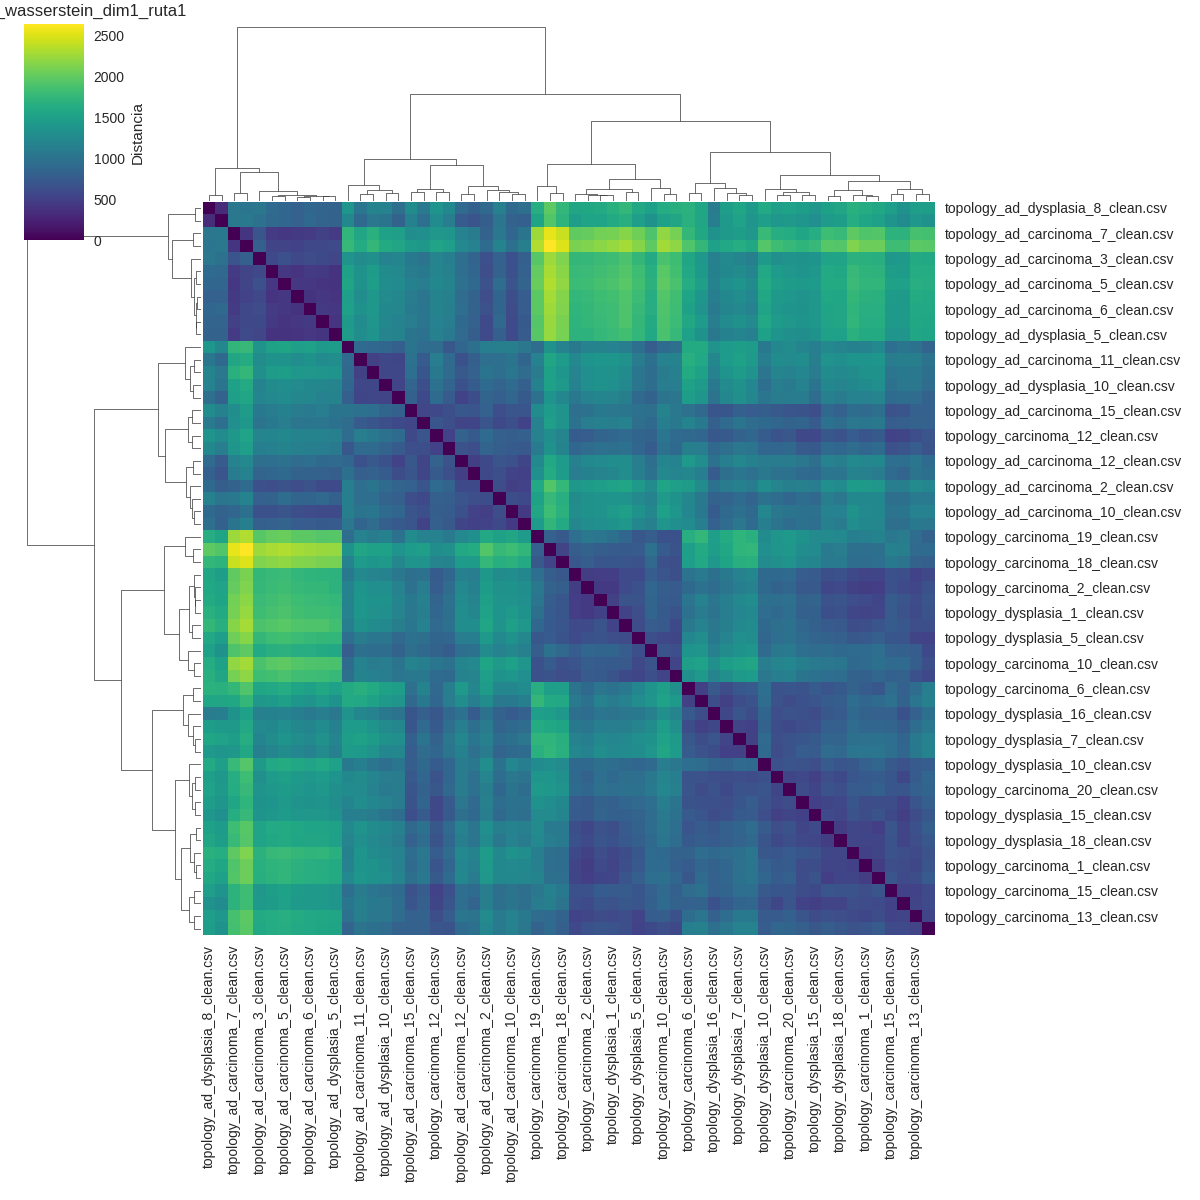 _wasserstein_dim1_ruta1
2500
2000
1500
1000
500
0
Distancia
topology_ad_dysplasia_8_clean.csv
topology_ad_carcinoma_7_clean.csv
topology_ad_carcinoma_3_clean.csv
topology_ad_carcinoma_5_clean.csv
topology_ad_carcinoma_6_clean.csv
topology_ad_dysplasia_5_clean.csv
topology_ad_carcinoma_11_clean.csv
topology_ad_dysplasia_10_clean.csv
topology_ad_carcinoma_15_clean.csv
topology_carcinoma_12_clean.csv
topology_ad_carcinoma_12_clean.csv
topology_ad_carcinoma_2_clean.csv
topology_ad_carcinoma_10_clean.csv
topology_carcinoma_19_clean.csv
topology_carcinoma_18_clean.csv
topology_carcinoma_2_clean.csv
topology_dysplasia_1_clean.csv
topology_dysplasia_5_clean.csv
topology_carcinoma_10_clean.csv
topology_carcinoma_6_clean.csv
topology_dysplasia_16_clean.csv
topology_dysplasia_7_clean.csv
topology_dysplasia_10_clean.csv
topology_carcinoma_20_clean.csv
topology_dysplasia_15_clean.csv
topology_dysplasia_18_clean.csv
topology_carcinoma_1_clean.csv
topology_carcinoma_15_clean.csv
topology_carcinoma_13_clean.csv
topology_ad_dysplasia_8_clean.csv
topology_ad_carcinoma_7_clean.csv
topology_ad_carcinoma_3_clean.csv
topology_ad_carcinoma_5_clean.csv
topology_ad_carcinoma_6_clean.csv
topology_ad_dysplasia_5_clean.csv
topology_ad_carcinoma_11_clean.csv
topology_ad_dysplasia_10_clean.csv
topology_ad_carcinoma_15_clean.csv
topology_carcinoma_12_clean.csv
topology_ad_carcinoma_12_clean.csv
topology_ad_carcinoma_2_clean.csv
topology_ad_carcinoma_10_clean.csv
topology_carcinoma_19_clean.csv
topology_carcinoma_18_clean.csv
topology_carcinoma_2_clean.csv
topology_dysplasia_1_clean.csv
topology_dysplasia_5_clean.csv
topology_carcinoma_10_clean.csv
topology_carcinoma_6_clean.csv
topology_dysplasia_16_clean.csv
topology_dysplasia_7_clean.csv
topology_dysplasia_10_clean.csv
topology_carcinoma_20_clean.csv
topology_dysplasia_15_clean.csv
topology_dysplasia_18_clean.csv
topology_carcinoma_1_clean.csv
topology_carcinoma_15_clean.csv
topology_carcinoma_13_clean.csv